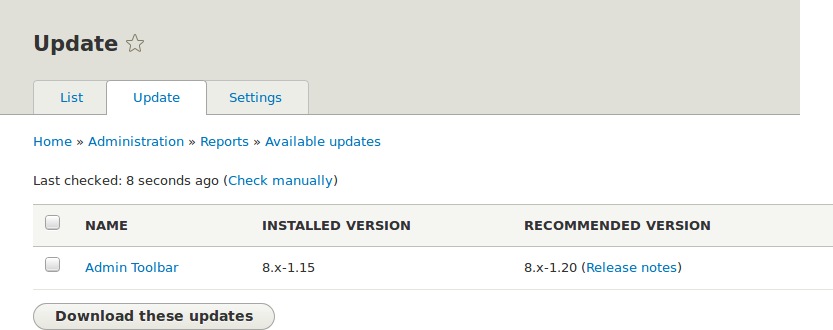 Update
List Update Settings
Home » Administration » Reports » Available updates
Last checked: 8 seconds ago (Check manually)
NAME INSTALLED VERSION RECOMMENDED VERSION
Admin Toolbar 8.x-1.15 8.x-1.20 (Release notes)
Download these updates